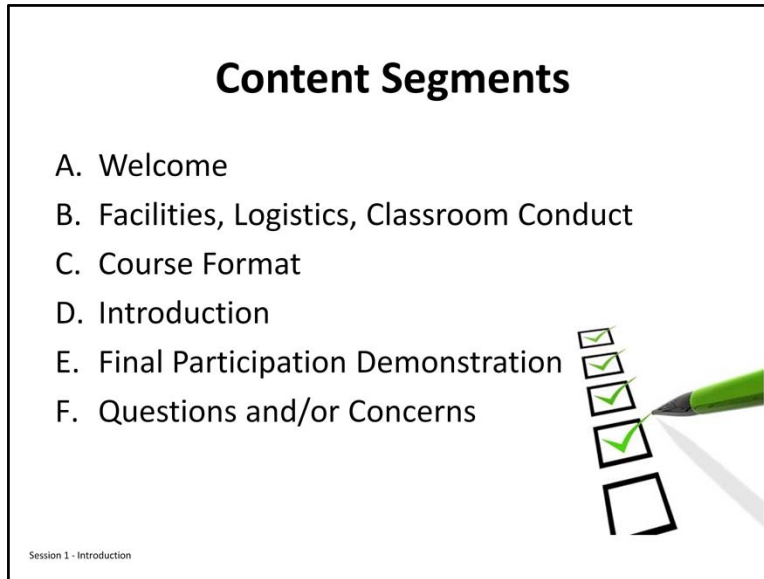 Content Segments
A. Welcome
B. Facilities, Logistics, Classroom Conduct
C. Course Format
D. Introduction
E. Final Participation Demonstration
F. Questions and/or Concerns
Session 1 - Introduction